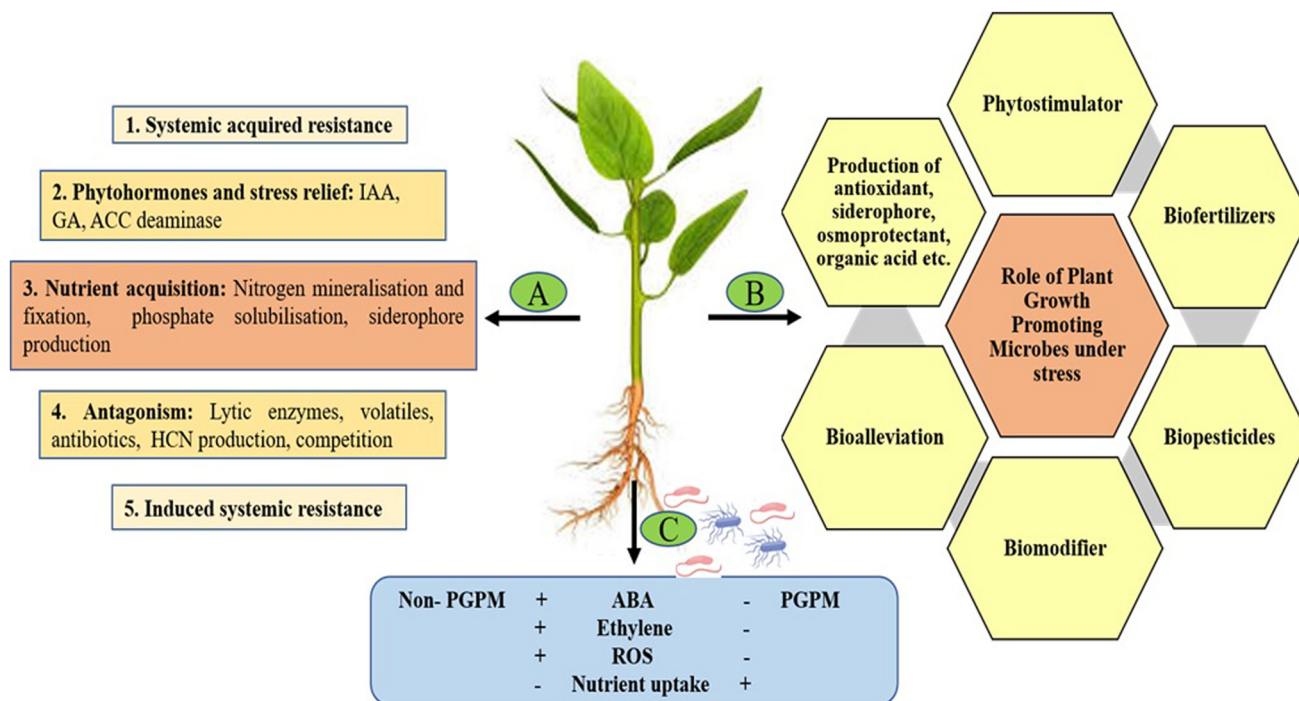 1. Systemic acquired resistance
2. Phytohormones and stress relief: IAA,
GA, ACC deaminase
3. Nutrient acquisition: Nitrogen mineralisation and
fixation, phosphate solubilisation, siderophore
production
4. Antagonism: Lytic enzymes, volatiles,
antibiotics, HCN production, competition
5. Induced systemic resistance
A
B
C
Phytostimulator
Production of
antioxidant,
siderophore,
osmoprotectant,
organic acid etc.
Biofertilizers
Role of Plant
Growth
Promoting
Microbes under
stress
Bioalleviation
Biopesticides
Biomodifier
Non- PGPM + ABA - PGPM
+ Ethylene -
+ ROS -
- Nutrient uptake +